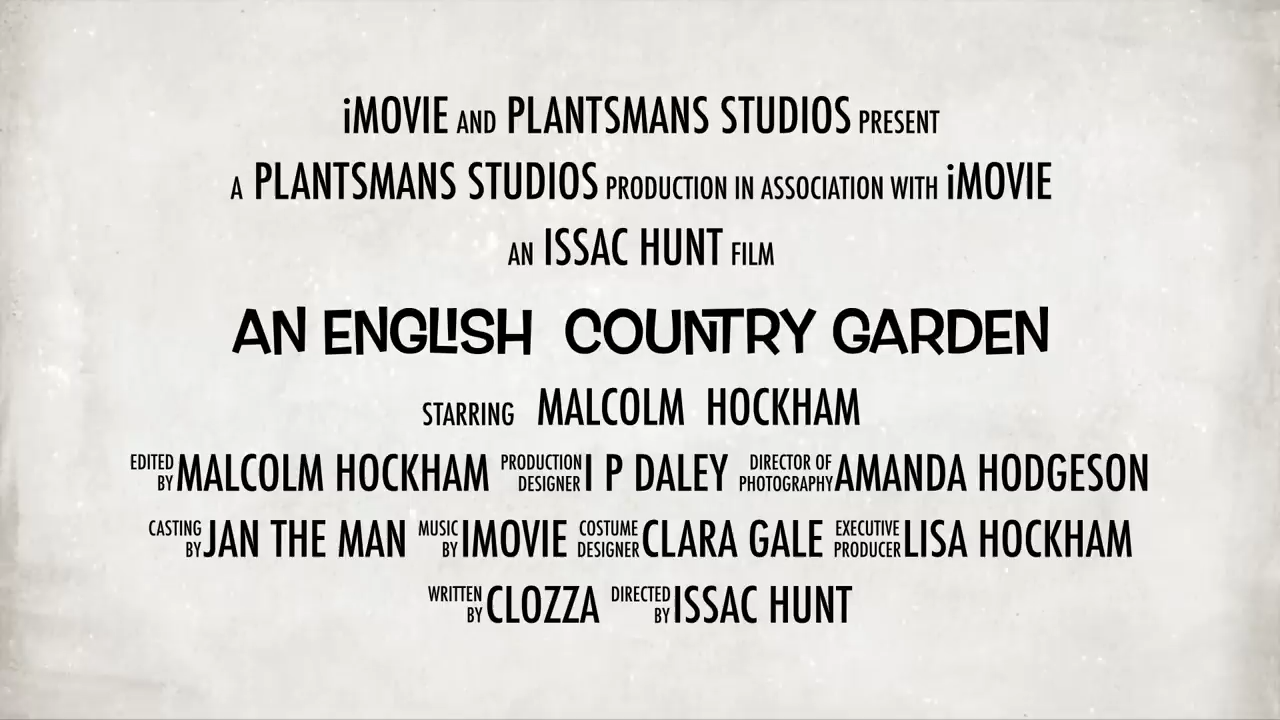 iMOVIE AND PLANTSMANS STUDIOS PRESENT
A PLANTSMANS STUDIOS PRODUCTION IN ASSOCIATION WITH iMOVIE
AN ISSAC HUNT FILM
AN ENGLISH COUNTRY GARDEN
STARRING MALCOLM HOCKHAM
EDITED BY MALCOLM HOCKHAM PRODUCTION DESIGNER I P DALEY DIRECTOR OF PHOTOGRAPHY AMANDA HODGESON
CASTING BY JAN THE MAN MUSIC BY IMOVIE COSTUME DESIGNER CLARA GALE EXECUTIVE PRODUCER LISA HOCKHAM
WRITTEN BY CLOZZA DIRECTED BY ISSAC HUNT